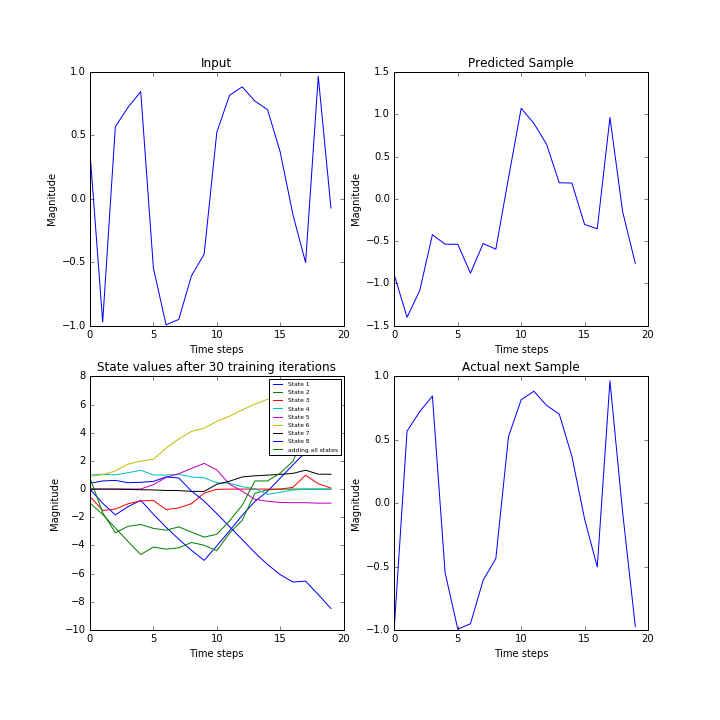 Input
1.0
0.5
0.0
−0.5
−1.0
Magnitude
0 5 10 15 20
Time steps
Predicted Sample
1.5
1.0
0.5
0.0
−0.5
−1.0
−1.5
Magnitude
0 5 10 15 20
Time steps
State values after 30 training iterations
8
6
4
2
0
−2
−4
−6
−8
−10
Magnitude
State 1
State 2
State 3
State 4
State 5
State 6
State 7
State 8
adding all states
0 5 10 15 20
Time steps
Actual next Sample
1.0
0.5
0.0
−0.5
−1.0
Magnitude
0 5 10 15 20
Time steps